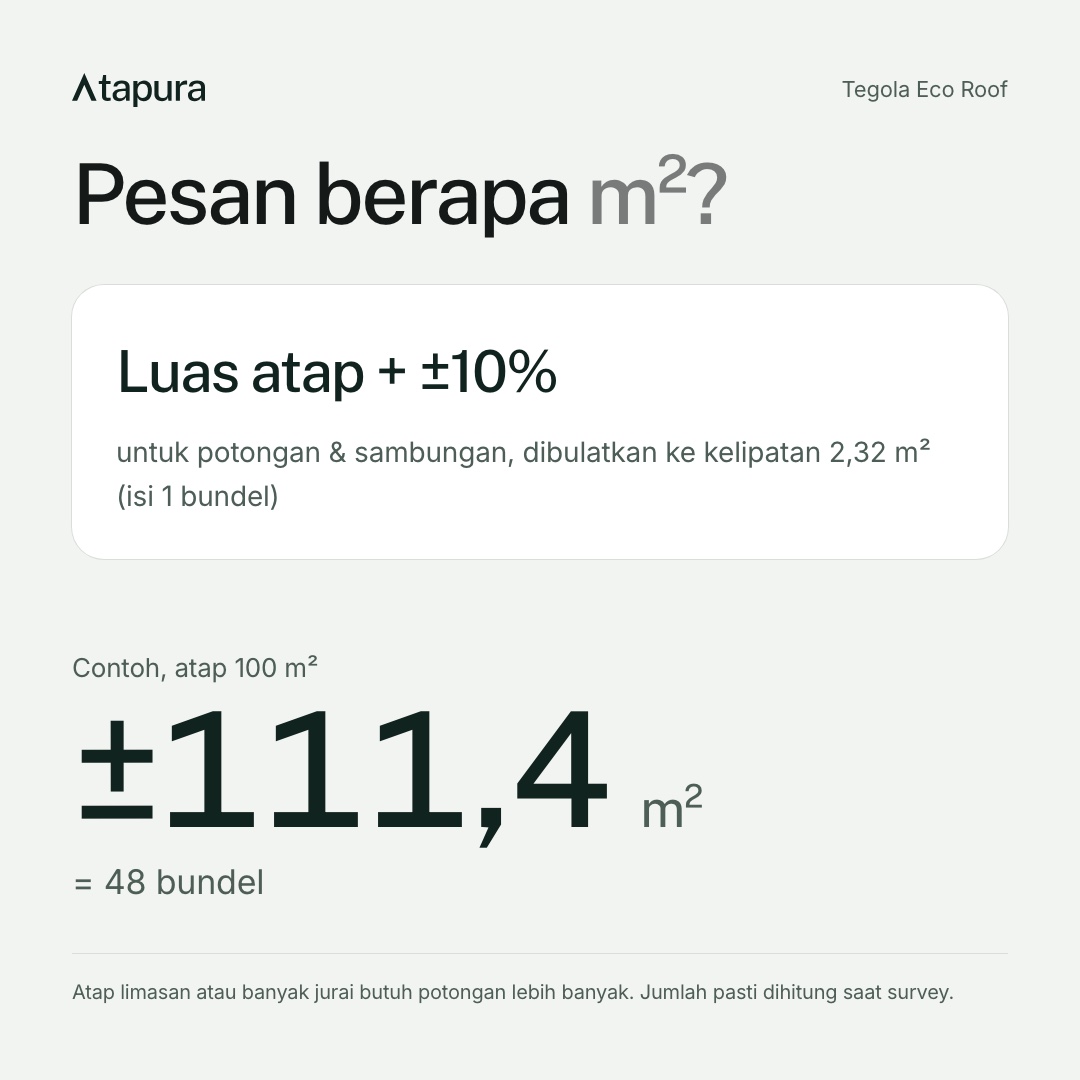 Atapura
Tegola Eco Roof
Pesan berapa m²?
Luas atap + ±10%
untuk potongan & sambungan, dibulatkan ke kelipatan 2,32 m²
(isi 1 bundel)
Contoh, atap 100 m²
±111,4 m²
= 48 bundel
Atap limasan atau banyak jurai butuh potongan lebih banyak. Jumlah pasti dihitung saat survey.